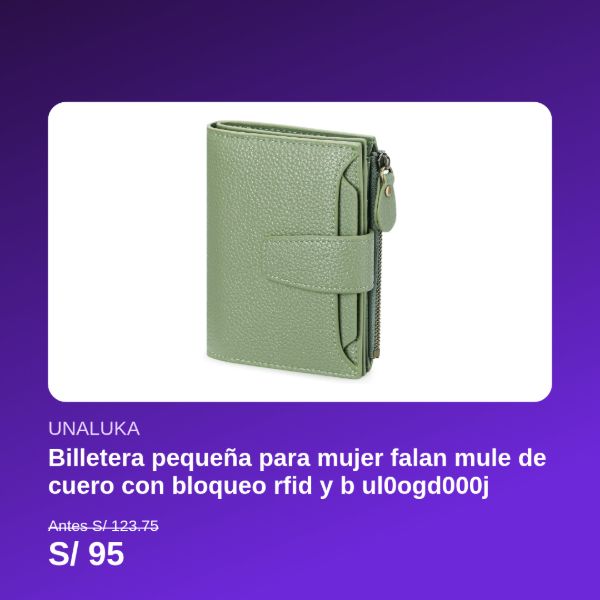 UNALUKA
Billetera pequeña para mujer falan mule de
cuero con bloqueo rfid y b ul0ogd000j
Antes S/ 123.75
S/ 95